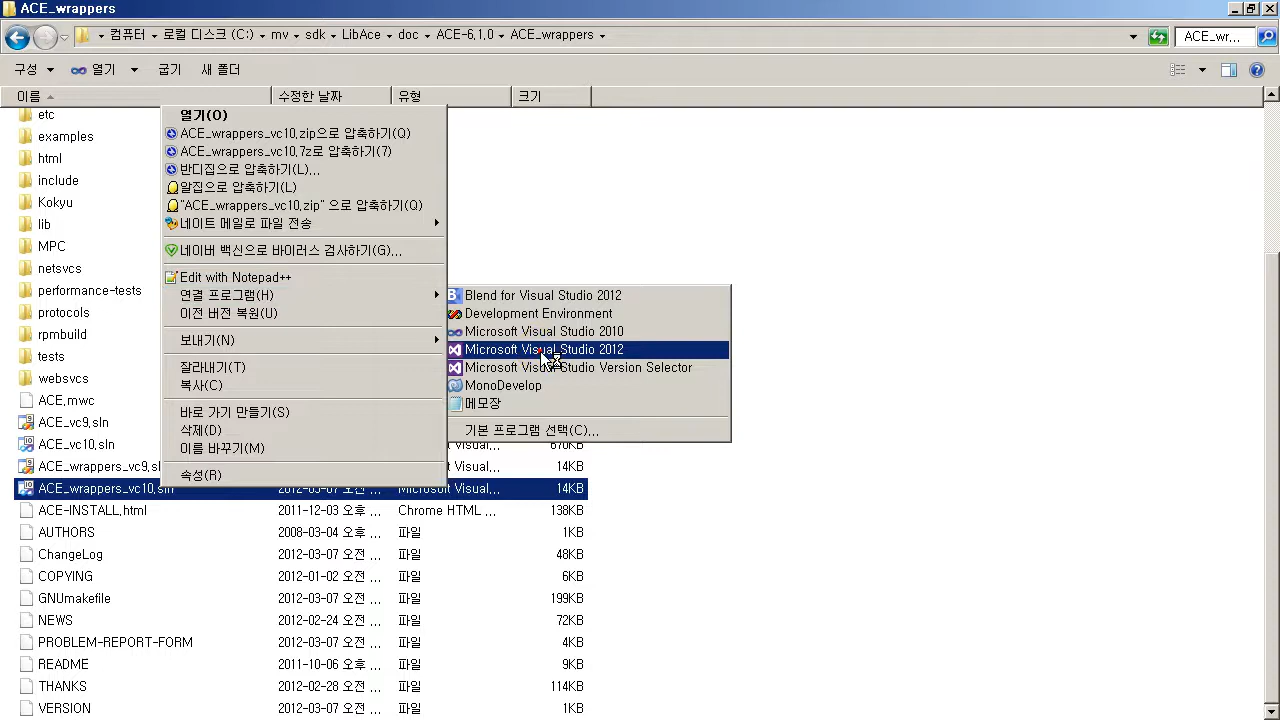 ACE_wrappers
컴퓨터 로컬 디스크 (C:) mv sdk LibAce doc ACE-6.1.0 ACE_wrappers
ACE_wr...
구성 열기 굽기 새 폴더
이름 수정한 날짜 유형 크기
etc
examples
html
include
Kokyu
lib
MPC
netsvcs
performance-tests
protocols
rpmbuild
tests
websvcs
ACE.mwc
ACE_vc9.sln
ACE_vc10.sln 670KB
ACE_wrappers_vc9.sl Visual... 14KB
ACE_wrappers_vc10.sln 2012-03-07 오전 ... Microsoft Visual... 14KB
ACE-INSTALL.html 2011-12-03 오후 ... Chrome HTML ... 138KB
AUTHORS 2008-03-04 오후 ... 파일 1KB
ChangeLog 2012-03-07 오전 ... 파일 48KB
COPYING 2012-01-02 오전 ... 파일 6KB
GNUmakefile 2012-03-07 오전 ... 파일 199KB
NEWS 2012-02-24 오전 ... 파일 72KB
PROBLEM-REPORT-FORM 2012-03-07 오전 ... 파일 4KB
README 2011-10-06 오후 ... 파일 9KB
THANKS 2012-02-28 오전 ... 파일 114KB
VERSION 2012-03-07 오전 ... 파일 1KB
열기(O)
ACE_wrappers_vc10.zip으로 압축하기(Q)
ACE_wrappers_vc10.7z로 압축하기(7)
반디집으로 압축하기(L)...
알집으로 압축하기(L)
"ACE_wrappers_vc10.zip" 으로 압축하기(Q)
네이트 메일로 파일 전송
네이버 백신으로 바이러스 검사하기(G)...
Edit with Notepad++
연결 프로그램(H)
이전 버전 복원(U)
보내기(N)
잘라내기(T)
복사(C)
바로 가기 만들기(S)
삭제(D)
이름 바꾸기(M)
속성(R)
Blend for Visual Studio 2012
Development Environment
Microsoft Visual Studio 2010
Microsoft Visual Studio 2012
Microsoft Visual Studio Version Selector
MonoDevelop
메모장
기본 프로그램 선택(C)...